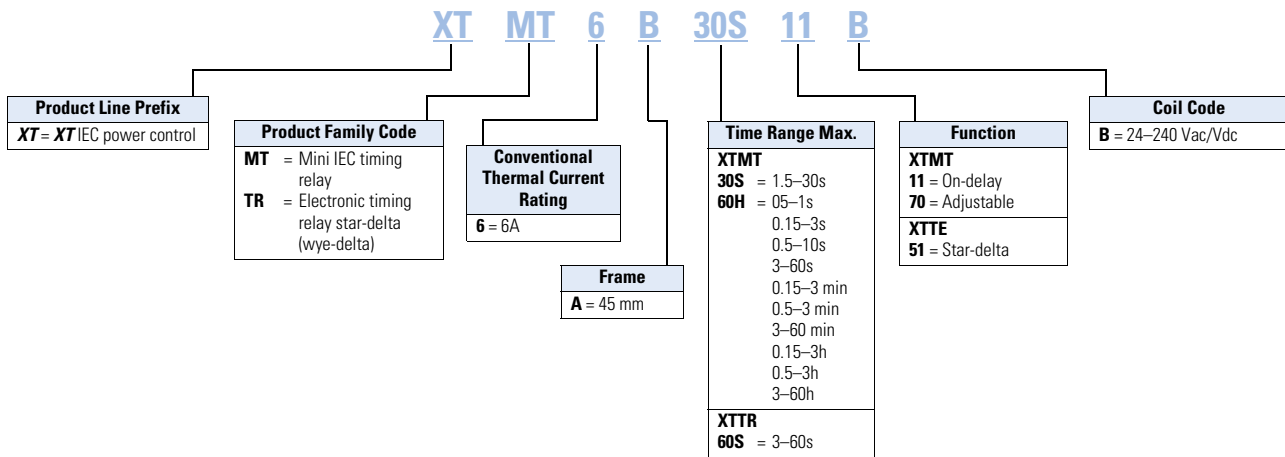 XT MT 6 B 30S 11 B
Product Line Prefix
XT = XT IEC power control
Product Family Code
MT = Mini IEC timing
relay
TR = Electronic timing
relay star-delta
(wye-delta)
Conventional
Thermal Current
Rating
6 = 6A
Frame
A = 45 mm
Time Range Max.
XTMT
30S = 1.5–30s
60H = 05–1s
0.15–3s
0.5–10s
3–60s
0.15–3 min
0.5–3 min
3–60 min
0.15–3h
0.5–3h
3–60h
XTTR
60S = 3–60s
Function
XTMT
11 = On-delay
70 = Adjustable
XTTE
51 = Star-delta
Coil Code
B = 24–240 Vac/Vdc